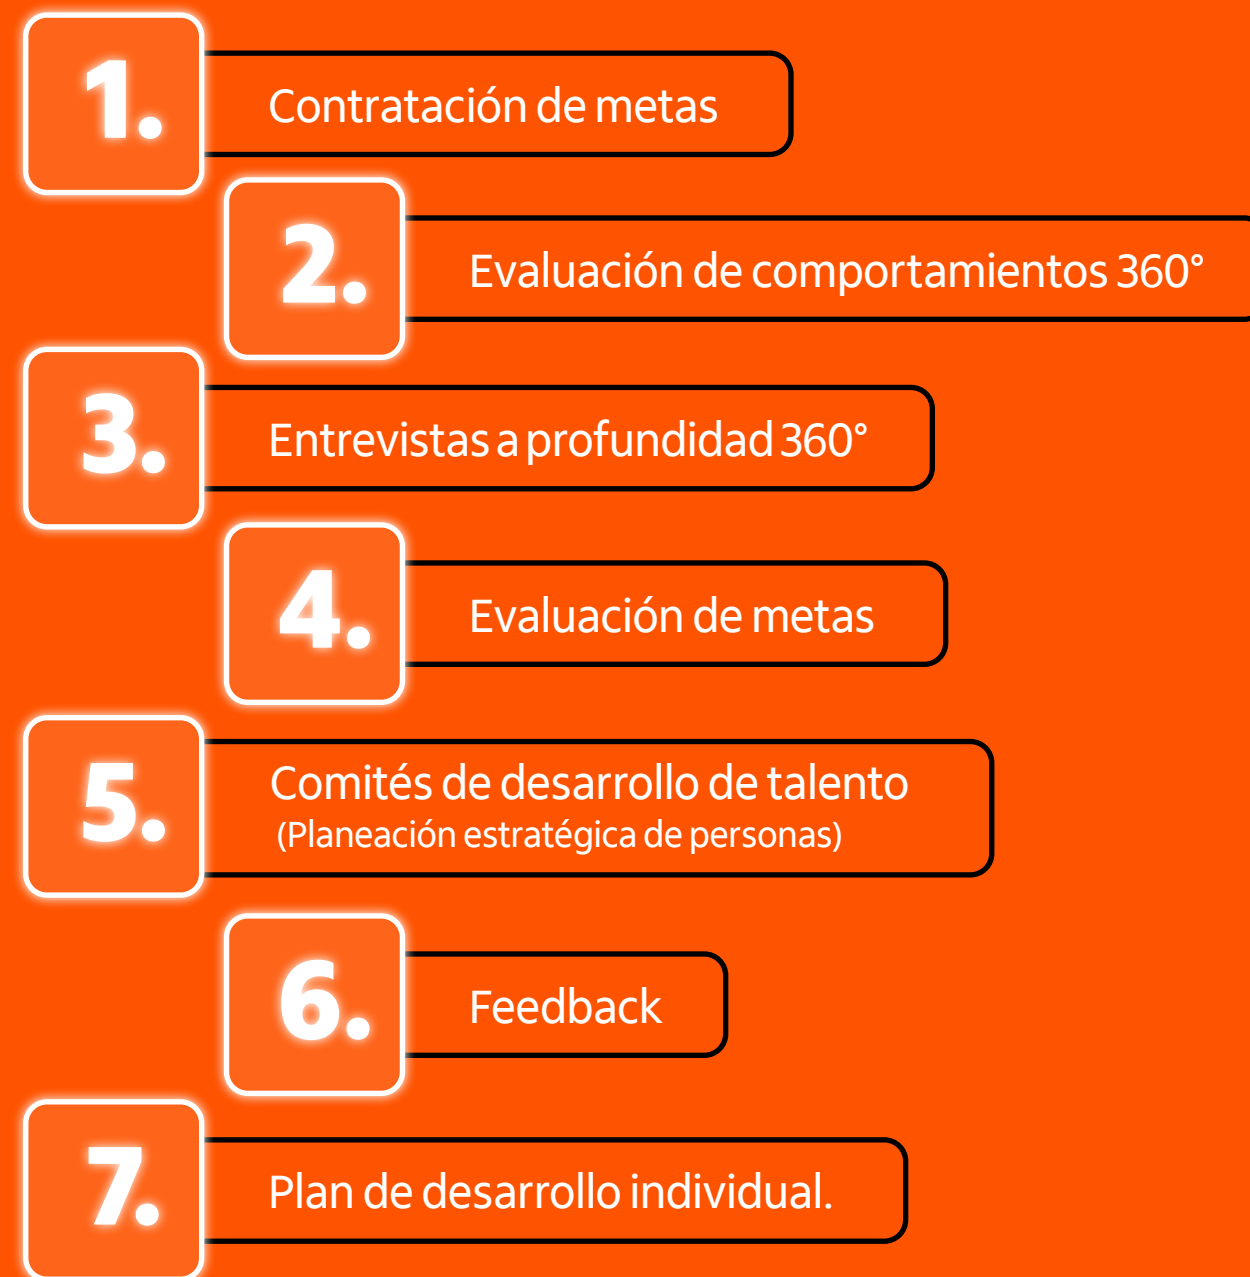 1.
Contratación de metas
2.
Evaluación de comportamientos 360°
3.
Entrevistas a profundidad 360°
4.
Evaluación de metas
5.
Comités de desarrollo de talento
(Planeación estratégica de personas)
6.
Feedback
7.
Plan de desarrollo individual.